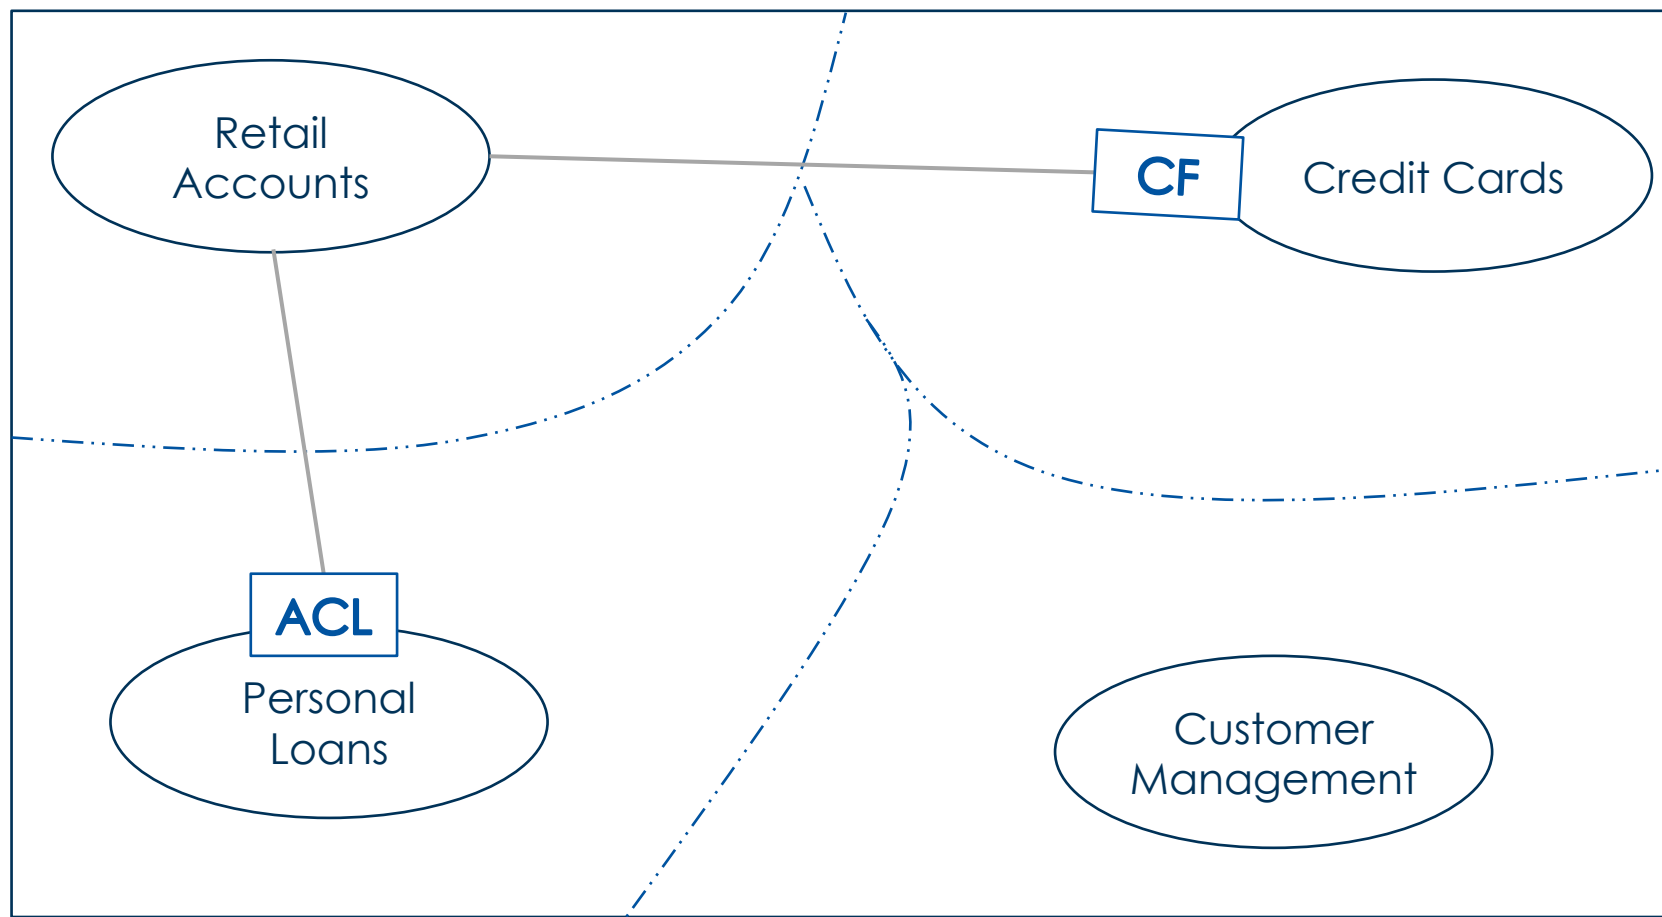 Retail
Accounts
CF
Credit Cards
ACL
Personal
Loans
Customer
Management